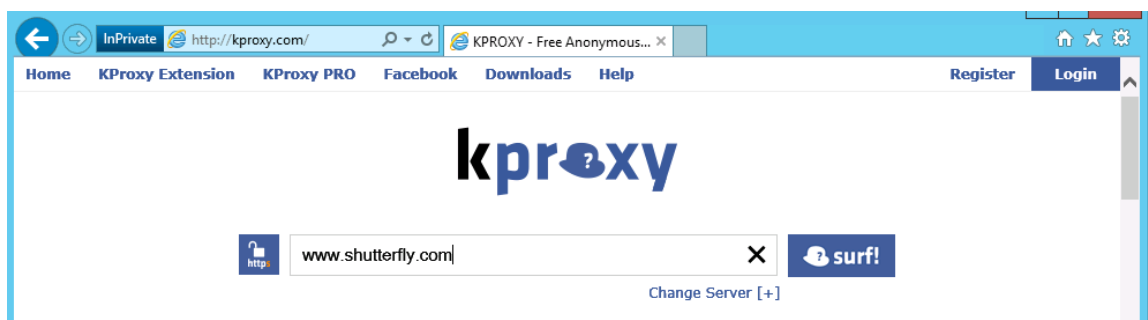 InPrivate http://kproxy.com/ KPROXY - Free Anonymous...
Home KProxy Extension KProxy PRO Facebook Downloads Help Register Login
kproxy
https www.shutterfly.com surf!
Change Server [+]